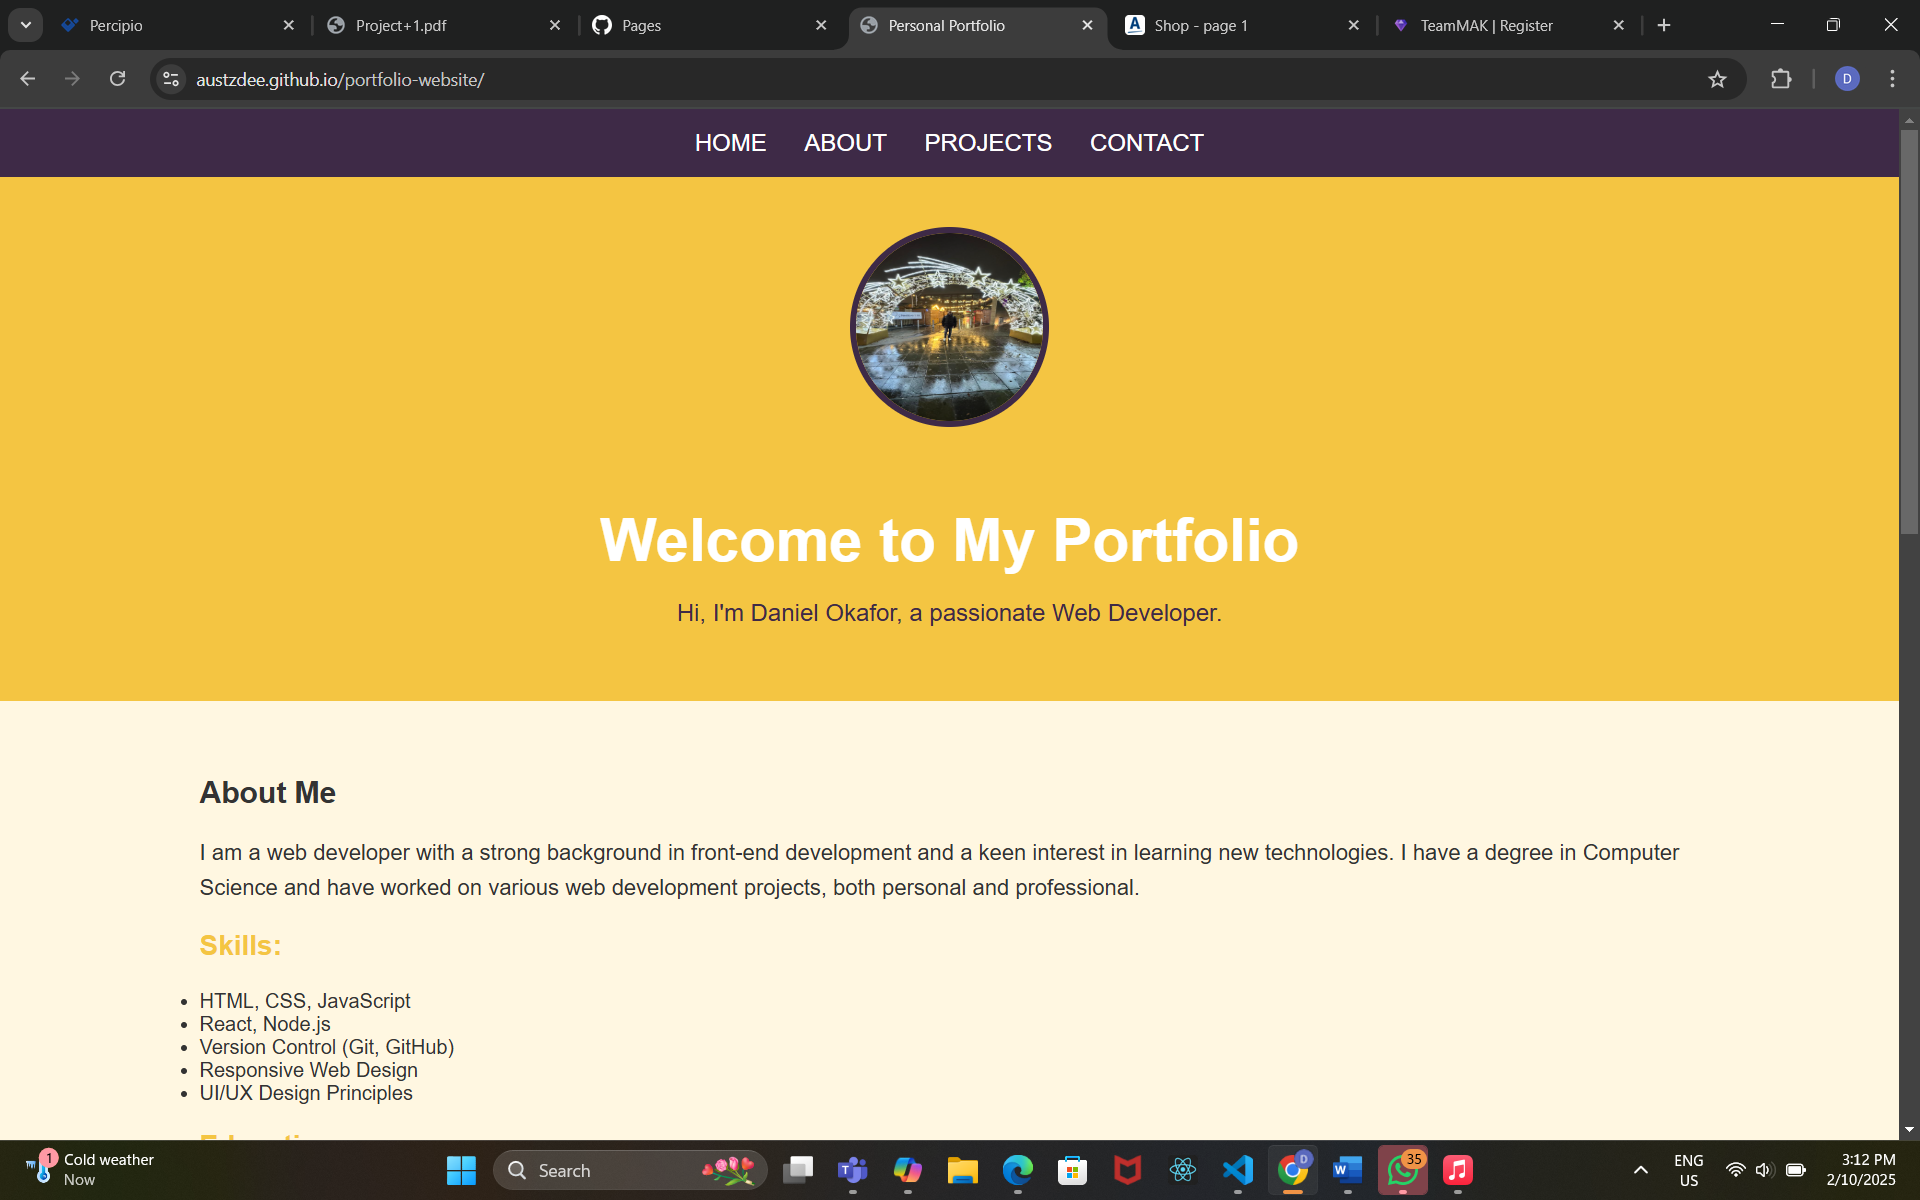 Percipio
Project+1.pdf
Pages
Personal Portfolio
Shop - page 1
TeamMAK | Register
austzdee.github.io/portfolio-website/
D
HOME
ABOUT
PROJECTS
CONTACT
Welcome to My Portfolio
Hi, I'm Daniel Okafor, a passionate Web Developer.
About Me
I am a web developer with a strong background in front-end development and a keen interest in learning new technologies. I have a degree in Computer
Science and have worked on various web development projects, both personal and professional.
Skills:
HTML, CSS, JavaScript
React, Node.js
Version Control (Git, GitHub)
Responsive Web Design
UI/UX Design Principles
1
Cold weather
Now
Search
D
35
ENG
US
3:12 PM
2/10/2025